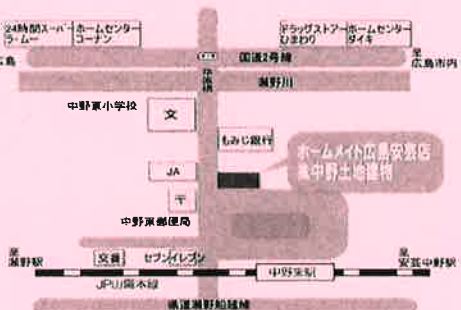 24時間スーパー
ラ・ムー
ホームセンター
コーナン
ドラッグストアー
ひまわり
ホームセンター
ダイキ
広島
国道2号線
至
広島市内
瀬野川
中野東小学校
文
もみじ銀行
JA
ホームメイト広島安芸店
㈱中野土地建物
〒
中野東郵便局
至
瀬野駅
交番
セブンイレブン
中野東駅
至
安芸中野駅
JR山陽本線
県道瀬野船越線